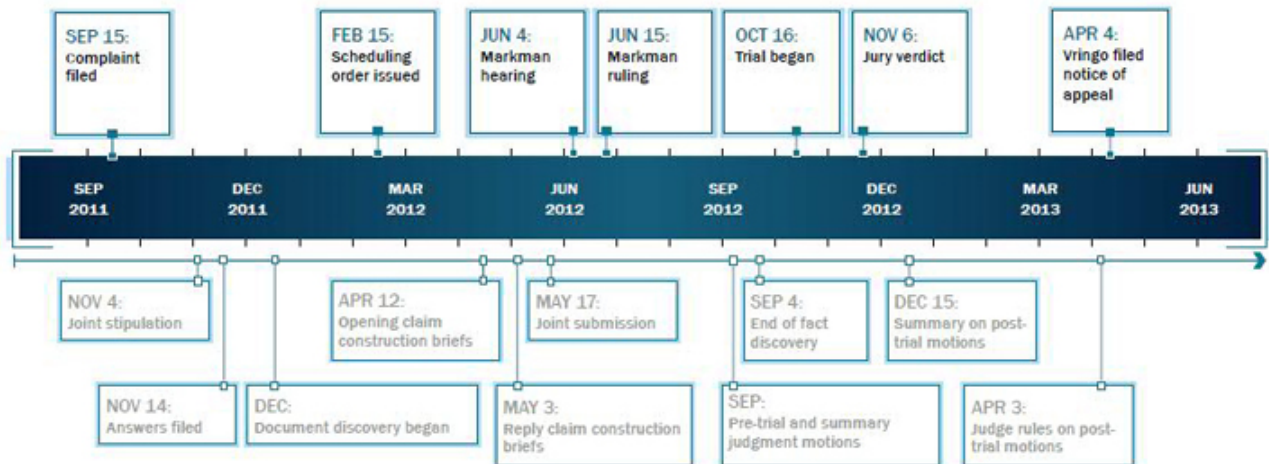 SEP 15:
Complaint
filed
FEB 15:
Scheduling
order issued
JUN 4:
Markman
hearing
JUN 15:
Markman
ruling
OCT 16:
Trial began
NOV 6:
Jury verdict
APR 4:
Vringo filed
notice of
appeal
SEP
2011
DEC
2011
MAR
2012
JUN
2012
SEP
2012
DEC
2012
MAR
2013
JUN
2013
NOV 4:
Joint stipulation
APR 12:
Opening claim
construction briefs
MAY 17:
Joint submission
SEP 4:
End of fact
discovery
DEC 15:
Summary on post-
trial motions
NOV 14:
Answers filed
DEC:
Document discovery began
MAY 3:
Reply claim construction
briefs
SEP:
Pre-trial and summary
judgment motions
APR 3:
Judge rules on post-
trial motions